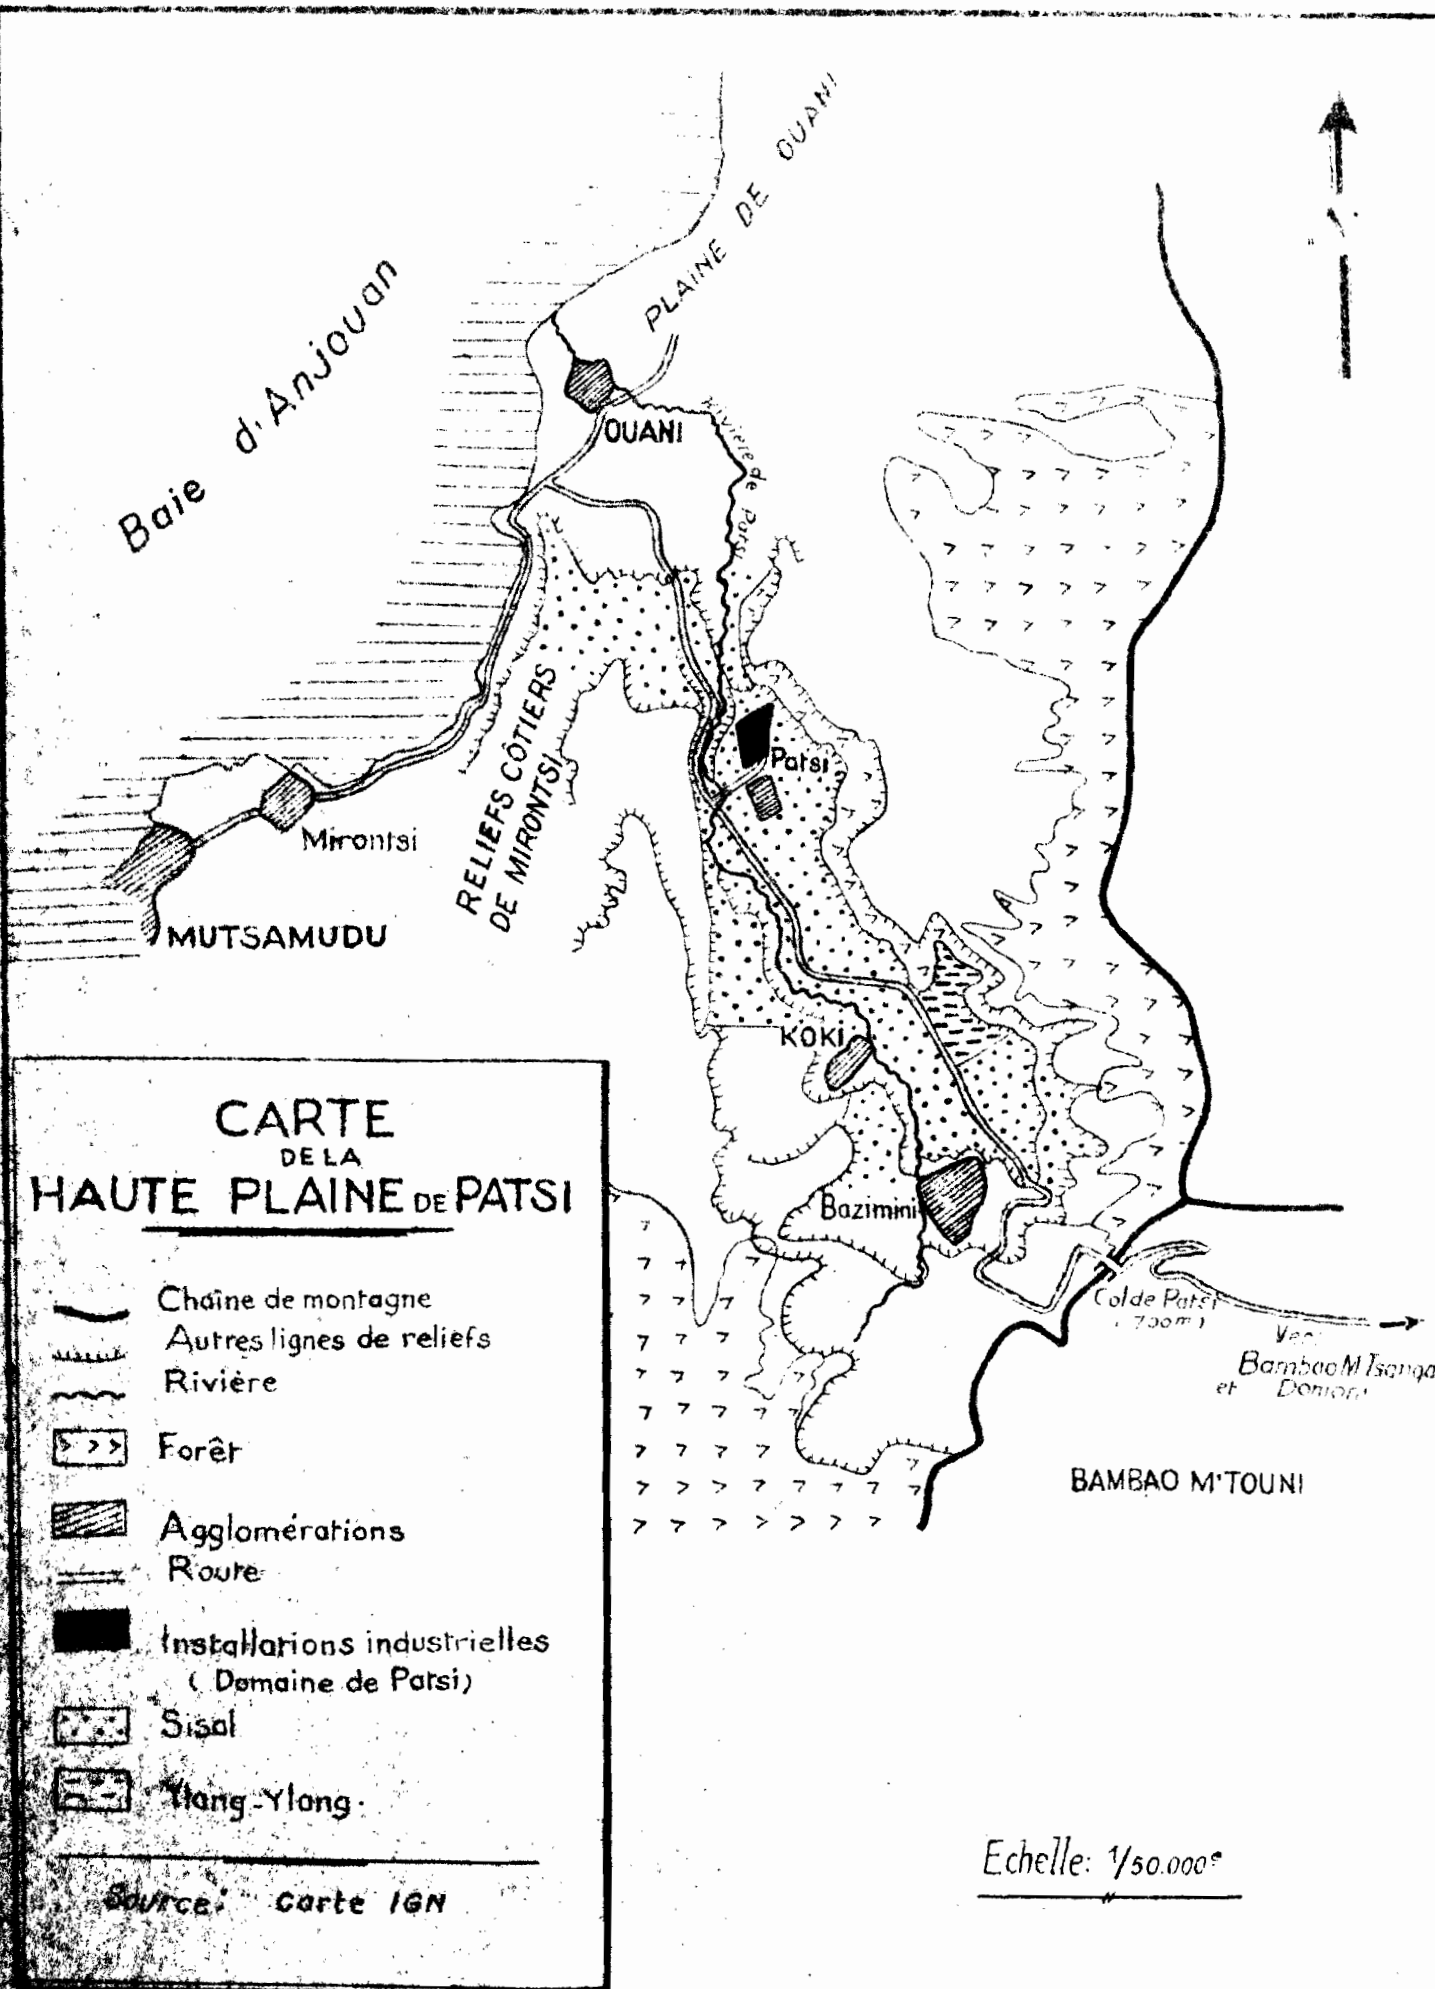 PLAINE DE OUANI
Baie d'Anjouan
OUANI
Rivière de Patsi
RELIEFS CÔTIERS
DE MIRONTSI
Patsi
Mirontsi
MUTSAMUDU
KOKI
Bazimini
Col de Patsi
(700m)
Bambao M'Tsanga
et
BAMBAO M'TOUNI
CARTE
DE LA
HAUTE PLAINE DE PATSI
Chaîne de montagne
Autres lignes de reliefs
Rivière
Forêt
Agglomérations
Route
Installations industrielles
(Domaine de Patsi)
Sisal
Ylang-Ylang.
Source: Carte IGN
Echelle: 1/50.000e